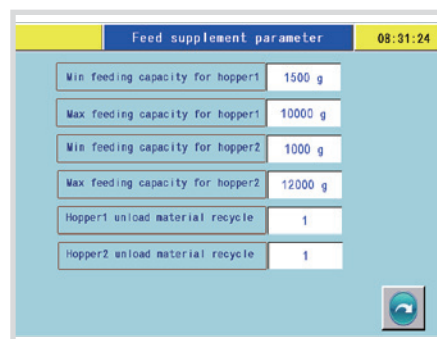 Feed supplement parameter 08:31:24
Min feeding capacity for hopper1 1500 g
Max feeding capacity for hopper1 10000 g
Min feeding capacity for hopper2 1000 g
Max feeding capacity for hopper2 12000 g
Hopper1 unload material recycle 1
Hopper2 unload material recycle 1